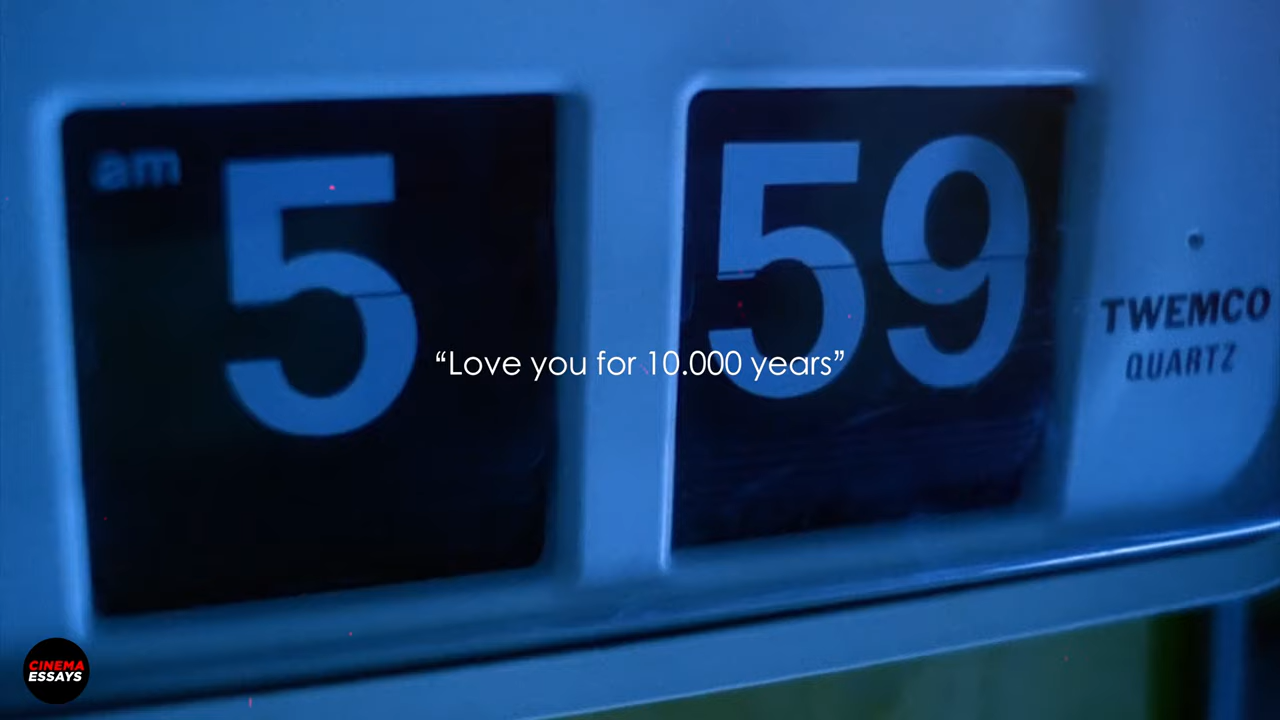 am
5
59
TWEMCO
QUARTZ
“Love you for 10.000 years”
CINEMA
ESSAYS